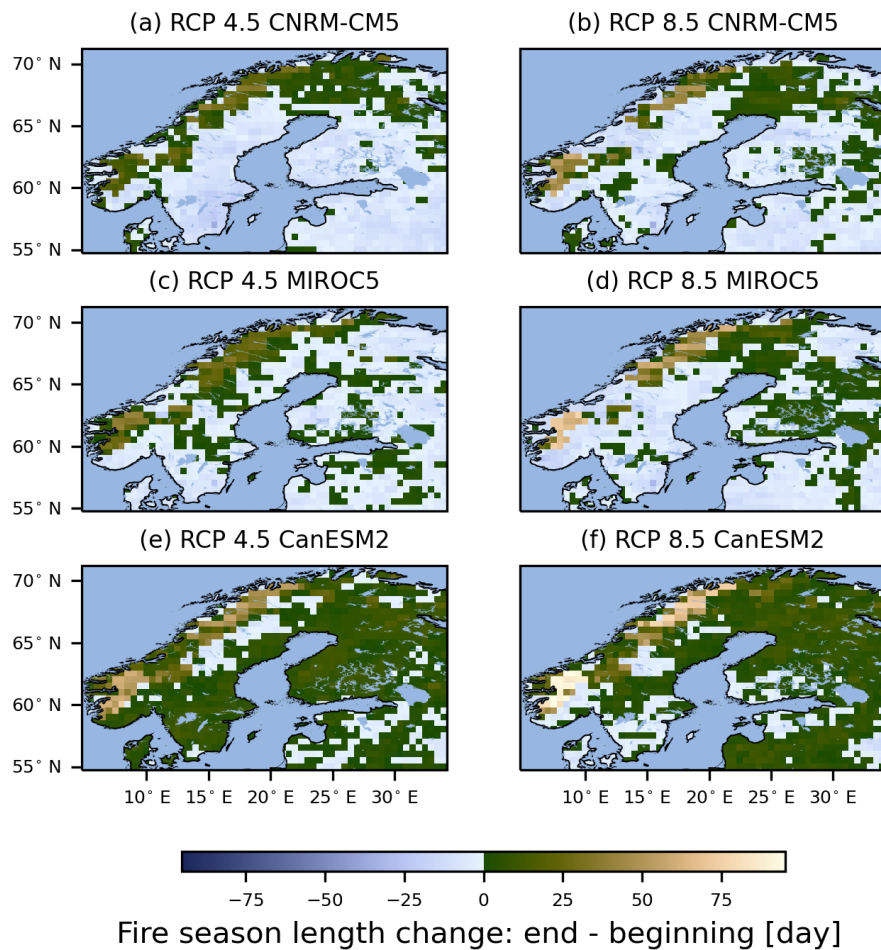 (a) RCP 4.5 CNRM-CM5
(b) RCP 8.5 CNRM-CM5
70° N
65° N
60° N
55° N
(c) RCP 4.5 MIROC5
(d) RCP 8.5 MIROC5
70° N
65° N
60° N
55° N
(e) RCP 4.5 CanESM2
(f) RCP 8.5 CanESM2
70° N
65° N
60° N
55° N
10° E 15° E 20° E 25° E 30° E
10° E 15° E 20° E 25° E 30° E
−75 −50 −25 0 25 50 75
Fire season length change: end - beginning [day]